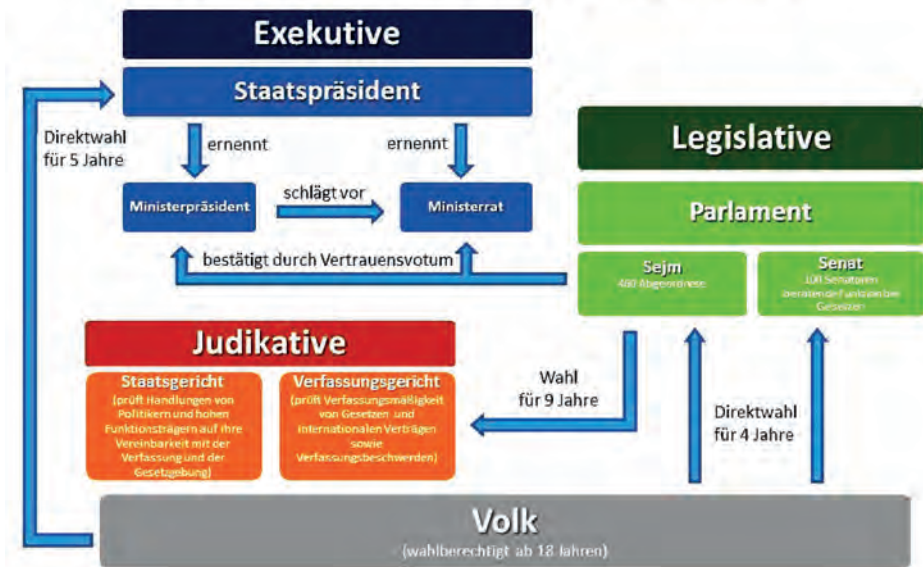 Exekutive
Staatspräsident
Direktwahl
für 5 Jahre
ernennt
ernennt
Legislative
Ministerpräsident
schlägt vor
Ministerrat
Parlament
bestätigt durch Vertrauensvotum
Sejm
460
Senat
100 Senatoren
Gesetzen
Judikative
Staatsgericht
(prüft Handlungen von
Politikern und hohen
Funktionsträgern auf ihre
Vereinbarkeit mit der
Verfassung und der
Gesetzgebung)
Verfassungsgericht
(prüft Verfassungsmäßigkeit
von Gesetzen und
internationalen Verträgen
sowie
Verfassungsbeschwerden)
Wahl
für 9 Jahre
Direktwahl
für 4 Jahre
Volk
(wahlberechtigt ab 18 Jahren)